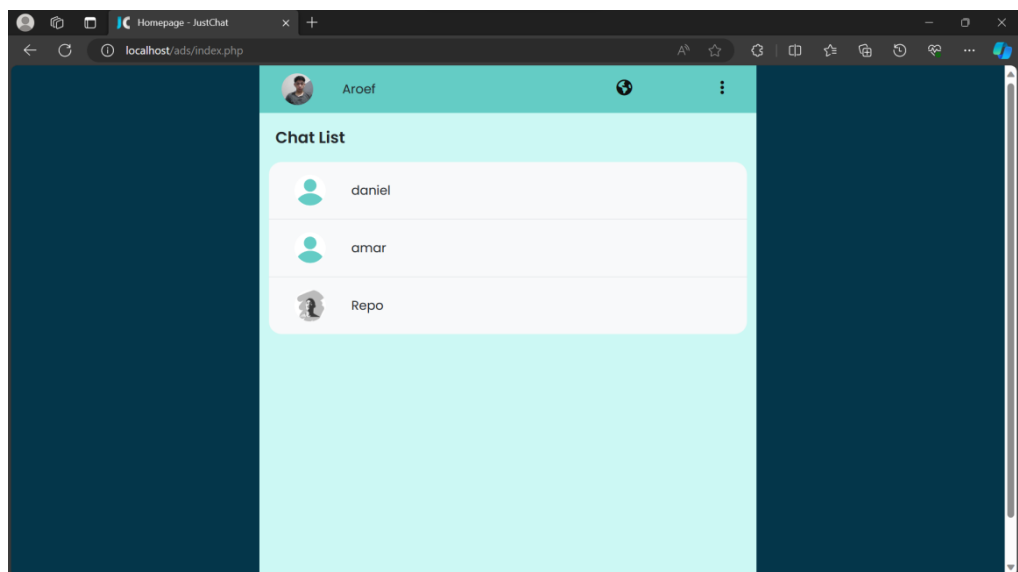 Homepage - JustChat
localhost/ads/index.php
Aroef
Chat List
daniel
amar
Repo